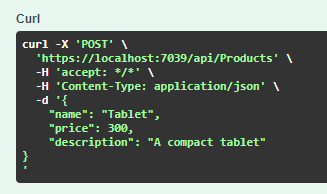 Curl
curl -X 'POST' \
  'https://localhost:7039/api/Products' \
  -H 'accept: */*' \
  -H 'Content-Type: application/json' \
  -d '{
    "name": "Tablet",
    "price": 300,
    "description": "A compact tablet"
}
'